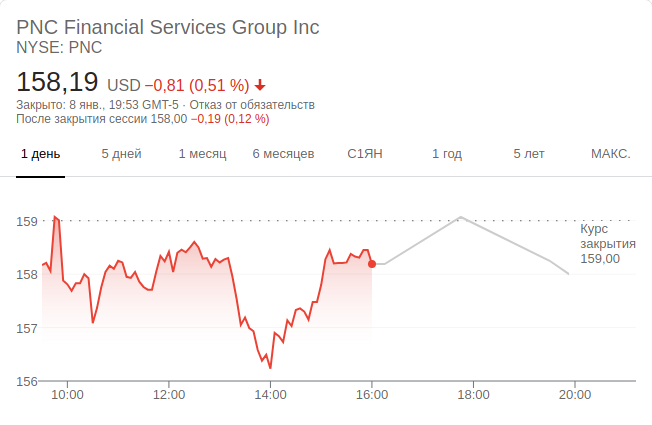 PNC Financial Services Group Inc
NYSE: PNC
158,19 USD −0,81 (0,51 %)
Закрыто: 8 янв., 19:53 GMT-5 · Отказ от обязательств
После закрытия сессии 158,00 −0,19 (0,12 %)
1 день 5 дней 1 месяц 6 месяцев С1ЯН 1 год 5 лет МАКС.
159
Курс
закрытия
159,00
158
157
156
10:00 12:00 14:00 16:00 18:00 20:00